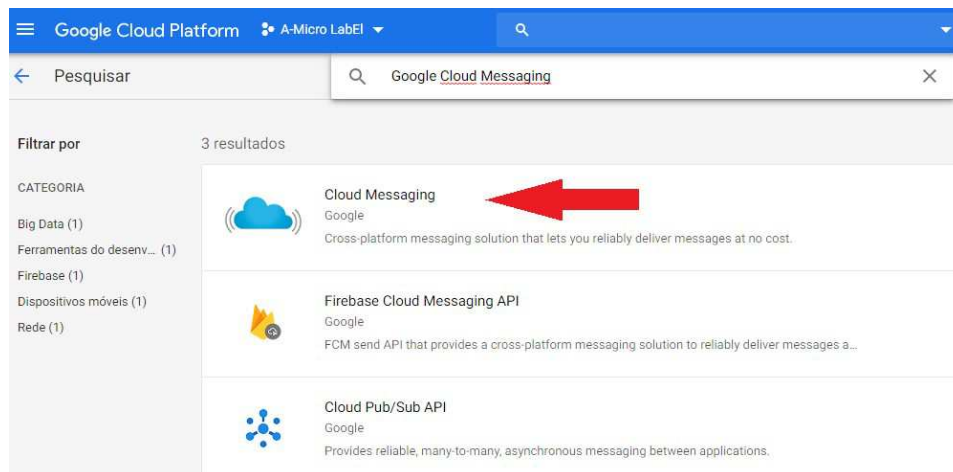 Google Cloud Platform
A-Micro LabEl
Pesquisar
Google Cloud Messaging
Filtrar por
3 resultados
CATEGORIA
Big Data (1)
Ferramentas do desenv... (1)
Firebase (1)
Dispositivos móveis (1)
Rede (1)
Cloud Messaging
Google
Cross-platform messaging solution that lets you reliably deliver messages at no cost.
Firebase Cloud Messaging API
Google
FCM send API that provides a cross-platform messaging solution to reliably deliver messages a...
Cloud Pub/Sub API
Google
Provides reliable, many-to-many, asynchronous messaging between applications.